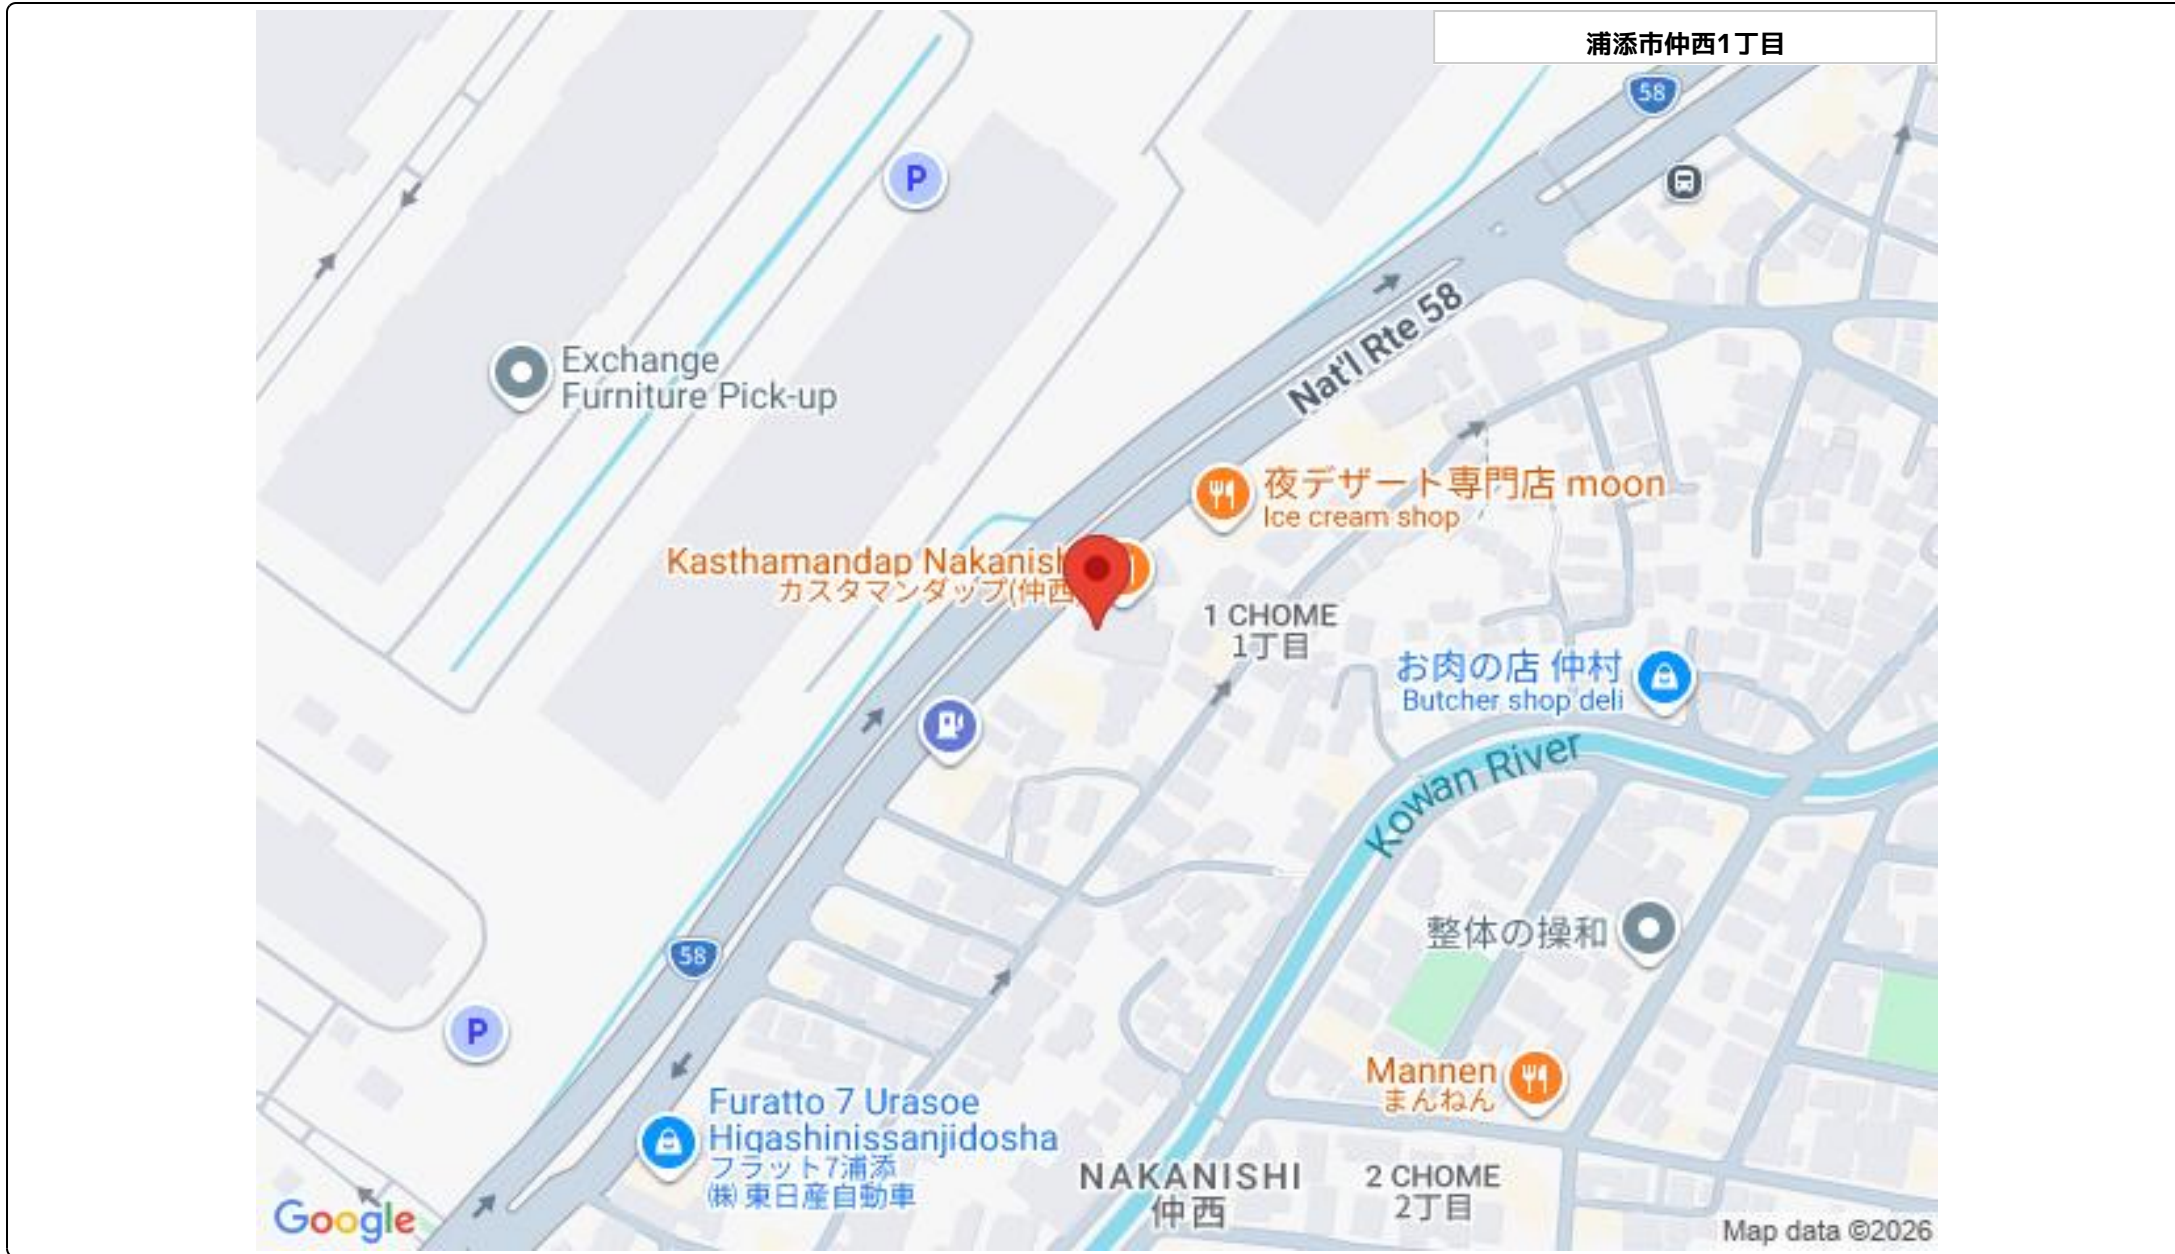 浦添市仲西1丁目
58
P
Exchange
Furniture Pick-up
Nat'l Rte 58
夜デザート専門店 moon
Ice cream shop
Kasthamandap Nakanish
カスタマンダップ(仲西
1 CHOME
1丁目
お肉の店 仲村
Butcher shop deli
Kowan River
整体の操和
58
P
Mannen
まんねん
Furatto 7 Urasoe
Higashinissanjidosha
フラット7浦添
㈱ 東日産自動車
NAKANISHI
仲西
2 CHOME
2丁目
Google
Map data ©2026